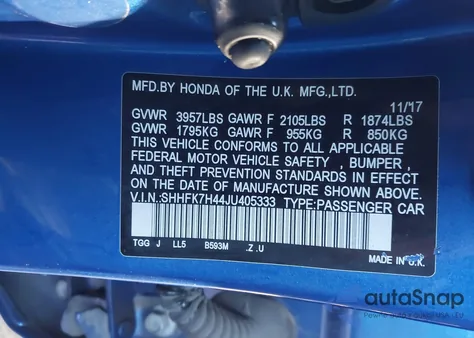 MFD.BY HONDA OF THE U.K. MFG.,LTD.
11/17
GVWR 3957LBS GAWR F 2105LBS R 1874LBS
GVWR 1795KG GAWR F 955KG R 850KG
THIS VEHICLE CONFORMS TO ALL APPLICABLE
FEDERAL MOTOR VEHICLE SAFETY , BUMPER ,
AND THEFT PREVENTION STANDARDS IN EFFECT
ON THE DATE OF MANUFACTURE SHOWN ABOVE.
V.I.N.:SHHFK7H44JU405333 TYPE:PASSENGER CAR
TGG J LL5 B593M .Z .U
MADE IN U.K.
autoSnap